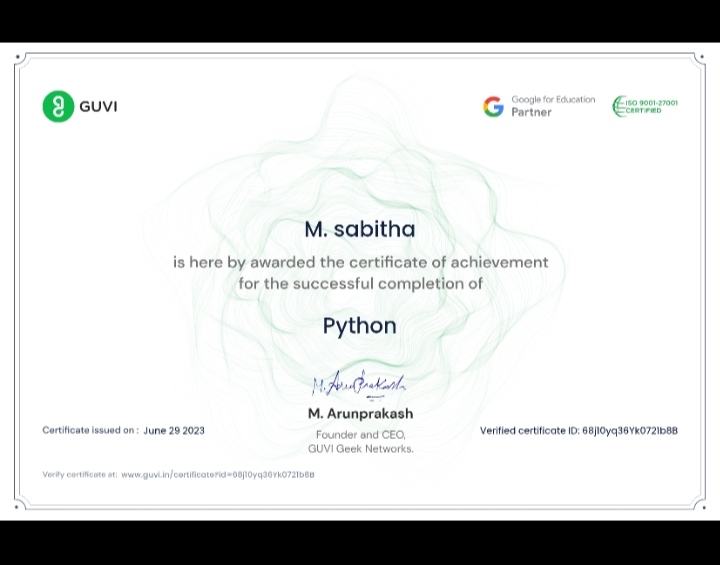 GUVI
Google for Education
Partner
ISO 9001-27001
CERTIFIED
M. sabitha
is here by awarded the certificate of achievement
for the successful completion of
Python
M. Arunprakash
M. Arunprakash
Founder and CEO,
GUVI Geek Networks.
Certificate issued on : June 29 2023
Verified certificate ID: 68j10yq36Yk0721b8B
Verify certificate at: www.guvi.in/certificate?id=68j10yq36Yk0721b8B